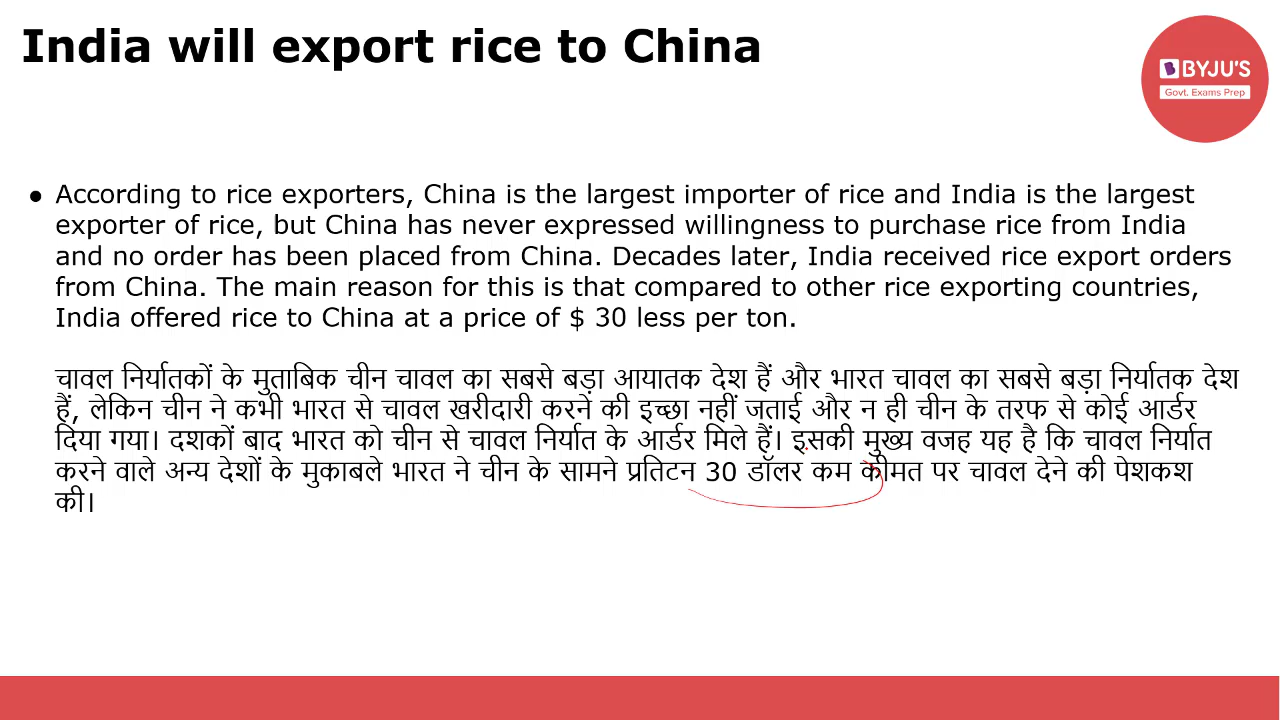 India will export rice to China
BYJU'S
Govt. Exams Prep
● According to rice exporters, China is the largest importer of rice and India is the largest
exporter of rice, but China has never expressed willingness to purchase rice from India
and no order has been placed from China. Decades later, India received rice export orders
from China. The main reason for this is that compared to other rice exporting countries,
India offered rice to China at a price of $ 30 less per ton.
चावल निर्यातकों के मुताबिक चीन चावल का सबसे बड़ा आयातक देश हैं और भारत चावल का सबसे बड़ा निर्यातक देश
हैं, लेकिन चीन ने कभी भारत से चावल खरीदारी करने की इच्छा नहीं जताई और न ही चीन के तरफ से कोई आर्डर
दिया गया। दशकों बाद भारत को चीन से चावल निर्यात के आर्डर मिले हैं। इसकी मुख्य वजह यह है कि चावल निर्यात
करने वाले अन्य देशों के मुकाबले भारत ने चीन के सामने प्रतिटन 30 डॉलर कम कीमत पर चावल देने की पेशकश
की।